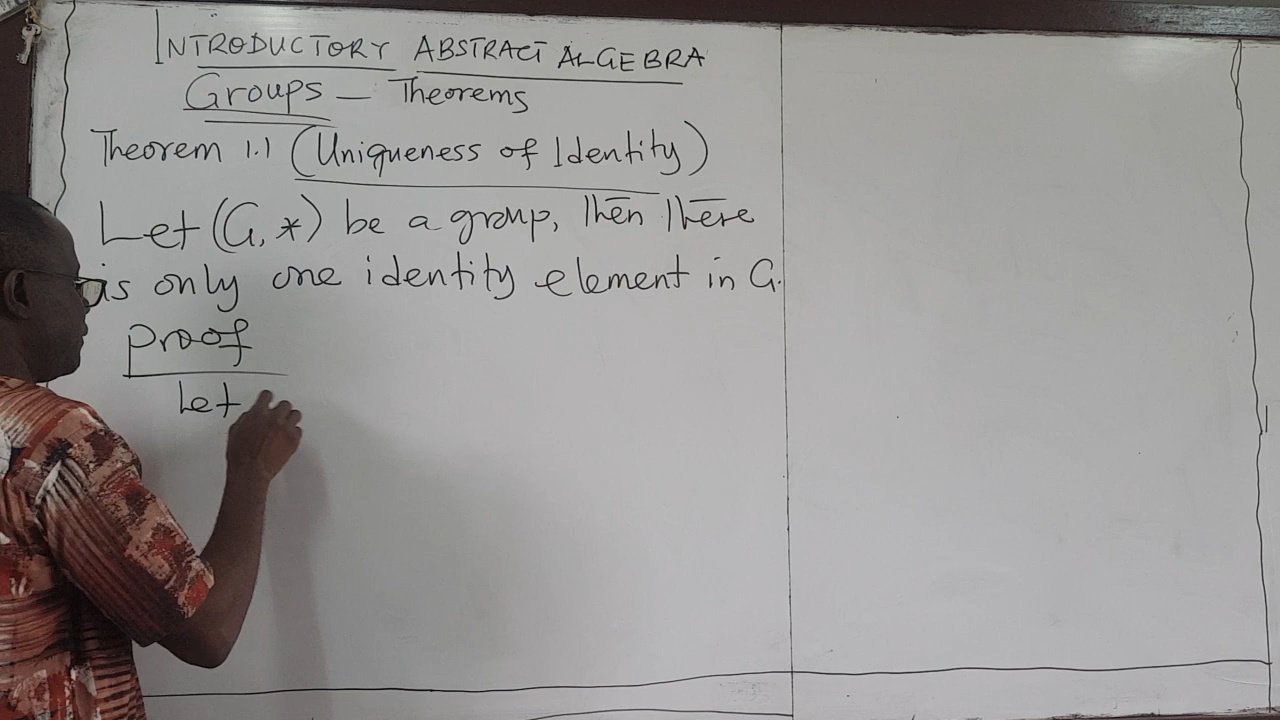 INTRODUCTORY ABSTRACT ALGEBRA
Groups - Theorems
Theorem 1.1 (Uniqueness of Identity)
Let (G, *) be a group, Then There
is only one identity element in G.
Proof
Let